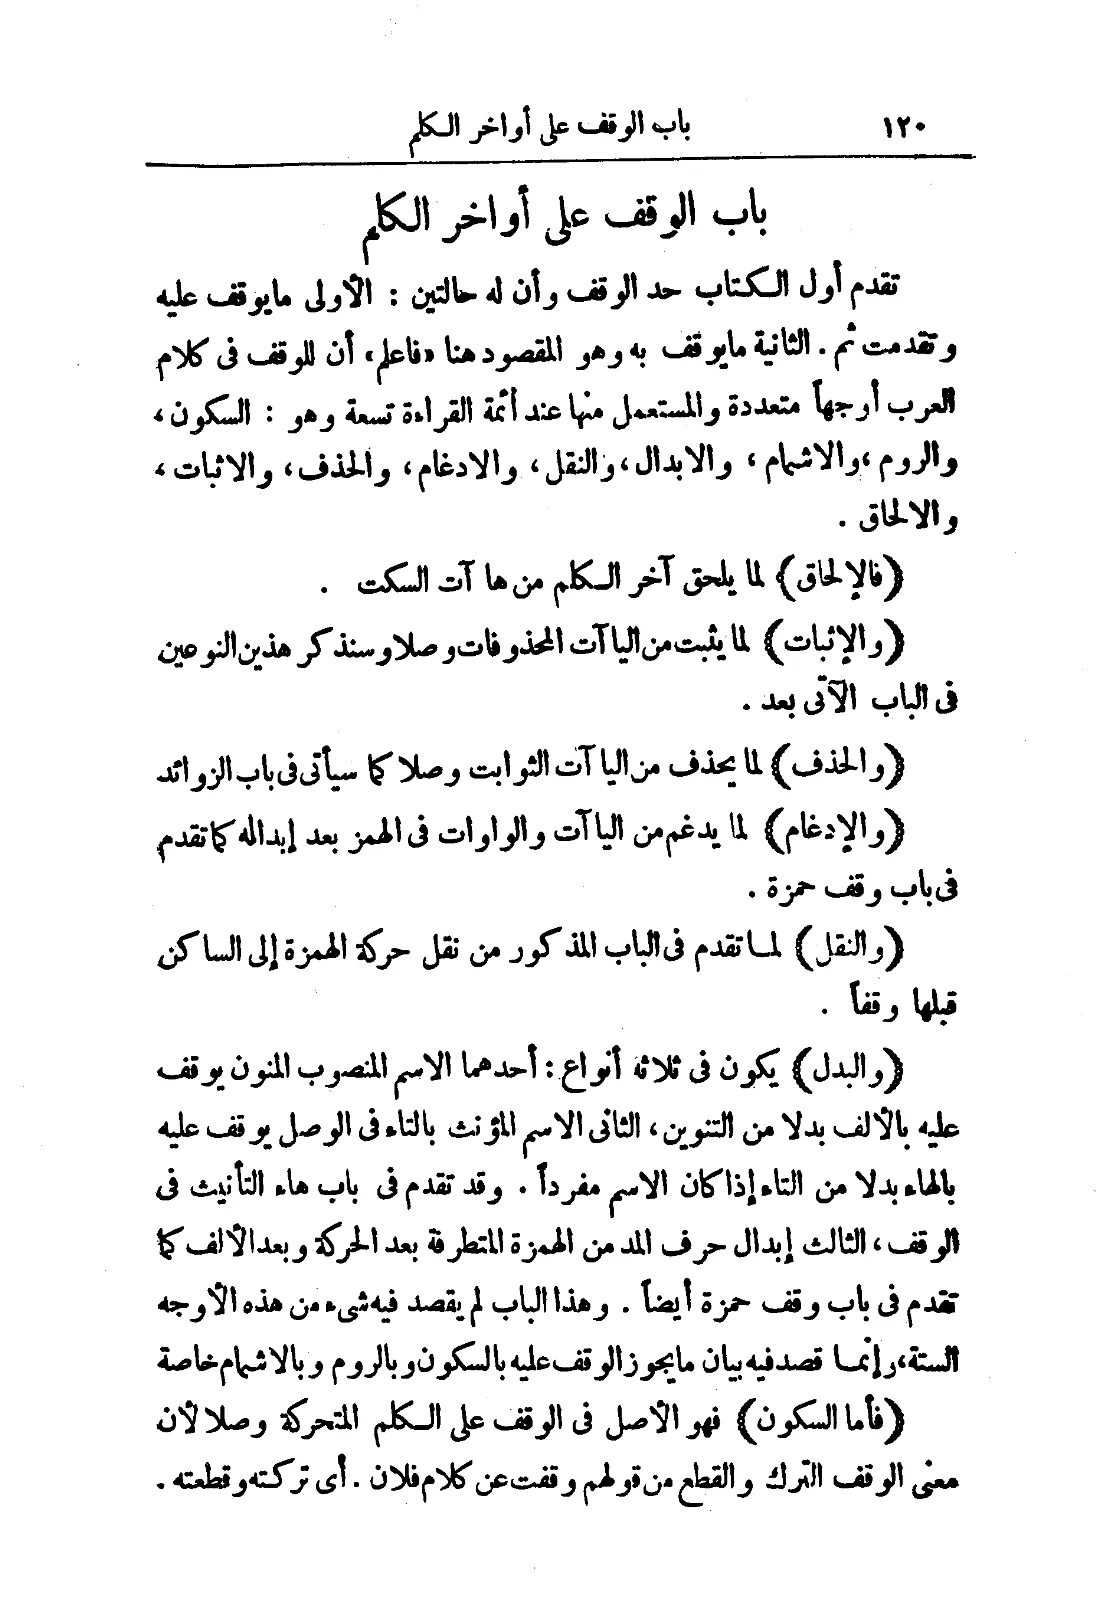 ١٢٠
باب الوقف على أواخر الكلم
باب الوقف على أواخر الكلم
تقدم أول الكتاب حد الوقف وأن له حالتين : الأولى مايوقف عليه
وتقدمت ثم . الثانية مايوقف به وهو المقصود هنا «فاعلم» أن للوقف فى كلام
العرب أوجهاً متعددة والمستعمل منها عند أئمة القراءة تسعة وهو : السكون ،
والروم ، والاشمام ، والابدال ، والنقل ، والادغام ، والحذف ، والاثبات ،
والالحاق .
(فالإلحاق) لما يلحق آخر الكلم من ها آت السكت .
(والإثبات) لما يثبت من اليا آت المحذوفات وصلا وسنذكر هذين النوعين
فى الباب الآتى بعد .
(والحذف) لما يحذف من اليا آت الثوابت وصلا كما سيأتى فى باب الزوائد
(والإدغام) لما يدغم من اليا آت والواوات فى الهمز بعد إبداله كما تقدم
فى باب وقف حمزة .
(والنقل) لما تقدم فى الباب المذكور من نقل حركة الهمزة إلى الساكن
قبلها وقفاً .
(والبدل) يكون فى ثلاثة أنواع : أحدهما الاسم المنصوب المنون يوقف
عليه بالألف بدلا من التنوين ، الثانى الاسم المؤنث بالتاء فى الوصل يوقف عليه
بالهاء بدلا من التاء إذا كان الاسم مفرداً . وقد تقدم فى باب هاء التأنيث فى
الوقف ، الثالث إبدال حرف المد من الهمزة المتطرفة بعد الحركة وبعد الألف كما
تقدم فى باب وقف حمزة أيضاً . وهذا الباب لم يقصد فيه شىء من هذه الأوجه
الستة ، وإنما قصد فيه بيان مايجوز الوقف عليه بالسكون وبالروم وبالاشمام خاصة
(فأما السكون) فهو الأصل فى الوقف على الكلم المتحركة وصلا لأن
معنى الوقف الترك والقطع من قولهم وقفت عن كلام فلان . أى تركته وقطعته .